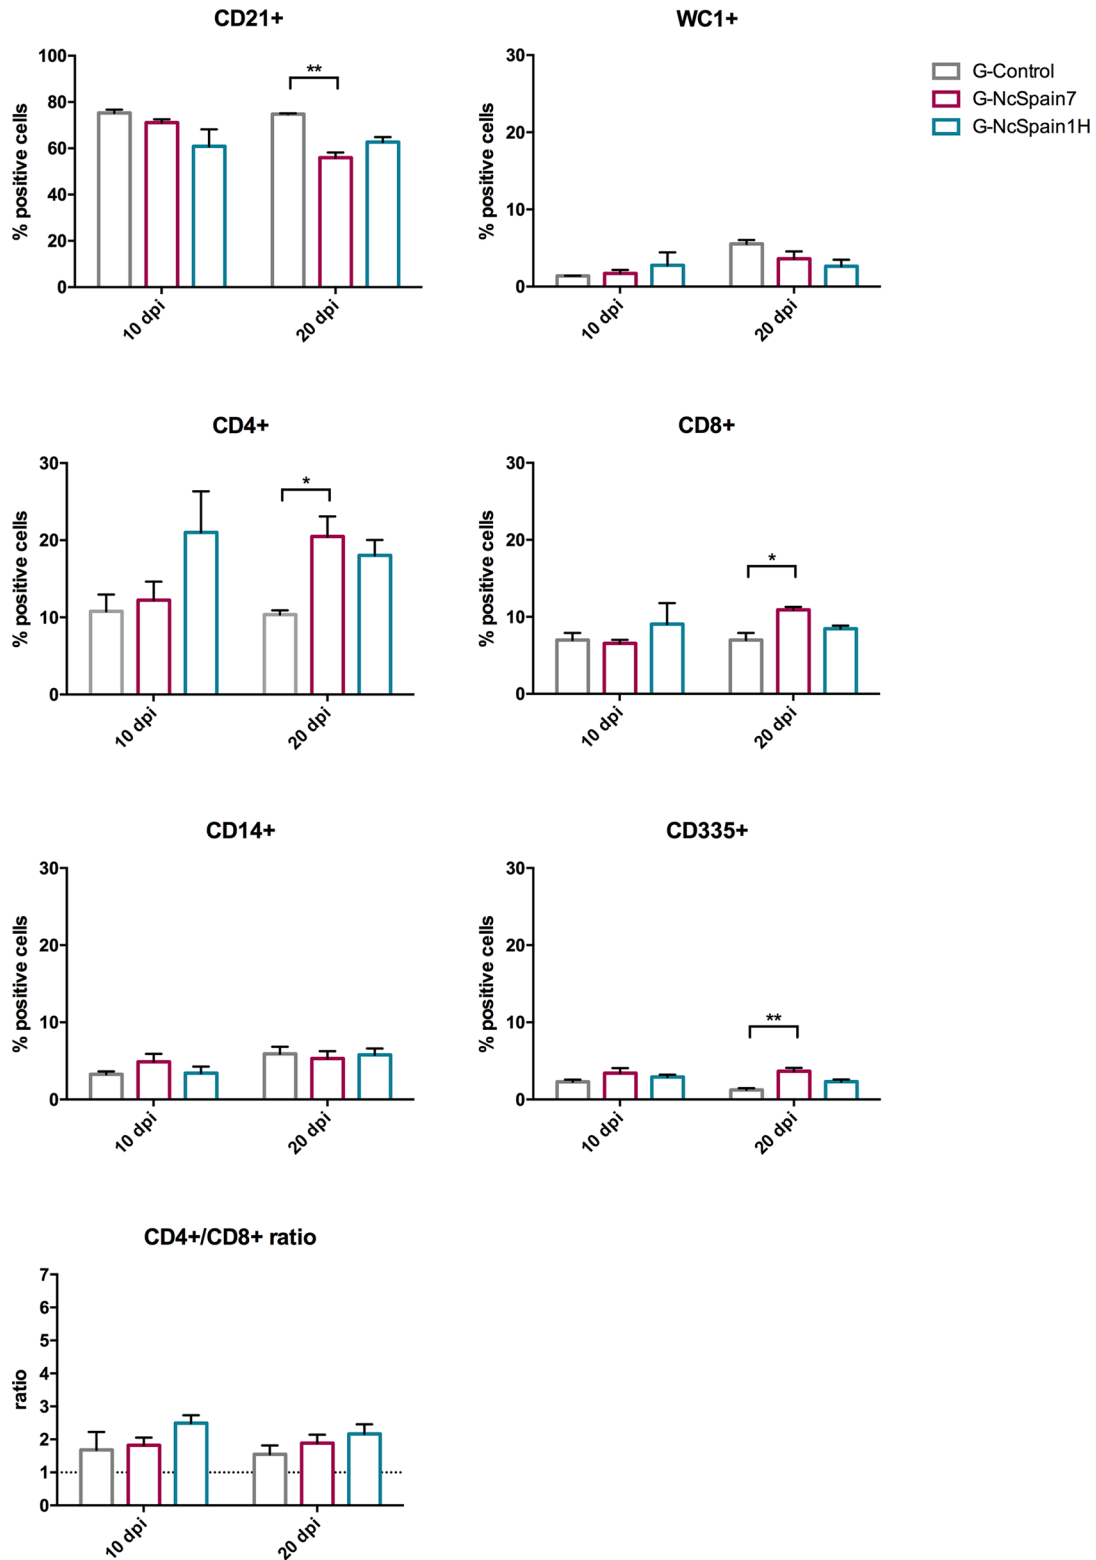 CD21+
% positive cells
100
80
60
40
20
0
**
10 dpi
20 dpi
WC1+
% positive cells
30
20
10
0
10 dpi
20 dpi
G-Control
G-NcSpain7
G-NcSpain1H
CD4+
% positive cells
30
20
10
0
*
10 dpi
20 dpi
CD8+
% positive cells
30
20
10
0
*
10 dpi
20 dpi
CD14+
% positive cells
30
20
10
0
10 dpi
20 dpi
CD335+
% positive cells
30
20
10
0
**
10 dpi
20 dpi
CD4+/CD8+ ratio
ratio
7
6
5
4
3
2
1
0
10 dpi
20 dpi